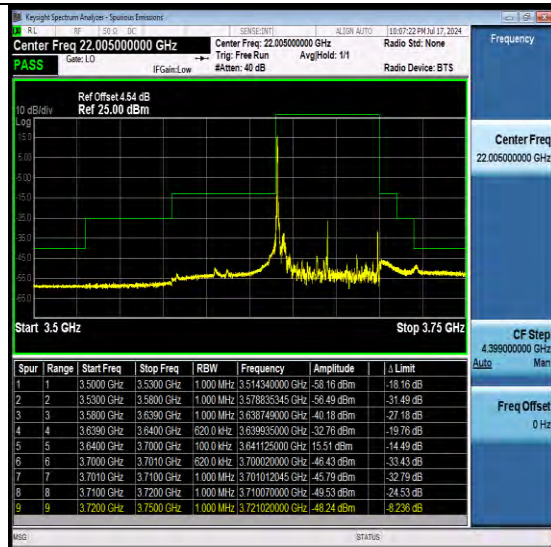 Keysight Spectrum Analyzer - Spurious Emissions
RL RF 50 Ω DC SENSE:INT ALIGN AUTO 10:07:22 PM Jul 17, 2024
Center Freq 22.005000000 GHz
Center Freq: 22.005000000 GHz
Radio Std: None
PASS
Gate: LO
Trig: Free Run
Avg|Hold: 1/1
IFGain:Low
#Atten: 40 dB
Radio Device: BTS
Ref Offset 4.54 dB
10 dB/div Ref 25.00 dBm
Log
15.0
5.00
-5.00
-15.0
-25.0
-35.0
-45.0
-55.0
-65.0
Start 3.5 GHz Stop 3.75 GHz
Spur Range Start Freq Stop Freq RBW Frequency Amplitude Δ Limit
1 1 3.5000 GHz 3.5300 GHz 1.000 MHz 3.514340000 GHz -58.16 dBm -18.16 dB
2 2 3.5300 GHz 3.5800 GHz 1.000 MHz 3.578835345 GHz -56.49 dBm -31.49 dB
3 3 3.5800 GHz 3.6390 GHz 1.000 MHz 3.638749000 GHz -40.18 dBm -27.18 dB
4 4 3.6390 GHz 3.6400 GHz 620.0 kHz 3.639935000 GHz -32.76 dBm -19.76 dB
5 5 3.6400 GHz 3.7000 GHz 100.0 kHz 3.641125000 GHz 15.51 dBm -14.49 dB
6 6 3.7000 GHz 3.7010 GHz 620.0 kHz 3.700020000 GHz -46.43 dBm -33.43 dB
7 7 3.7010 GHz 3.7100 GHz 1.000 MHz 3.701012045 GHz -45.79 dBm -32.79 dB
8 8 3.7100 GHz 3.7200 GHz 1.000 MHz 3.710070000 GHz -49.53 dBm -24.53 dB
9 9 3.7200 GHz 3.7500 GHz 1.000 MHz 3.721020000 GHz -48.24 dBm -8.236 dB
MSG STATUS
Frequency
Center Freq
22.005000000 GHz
CF Step
4.399000000 GHz
Auto Man
Freq Offset
0 Hz